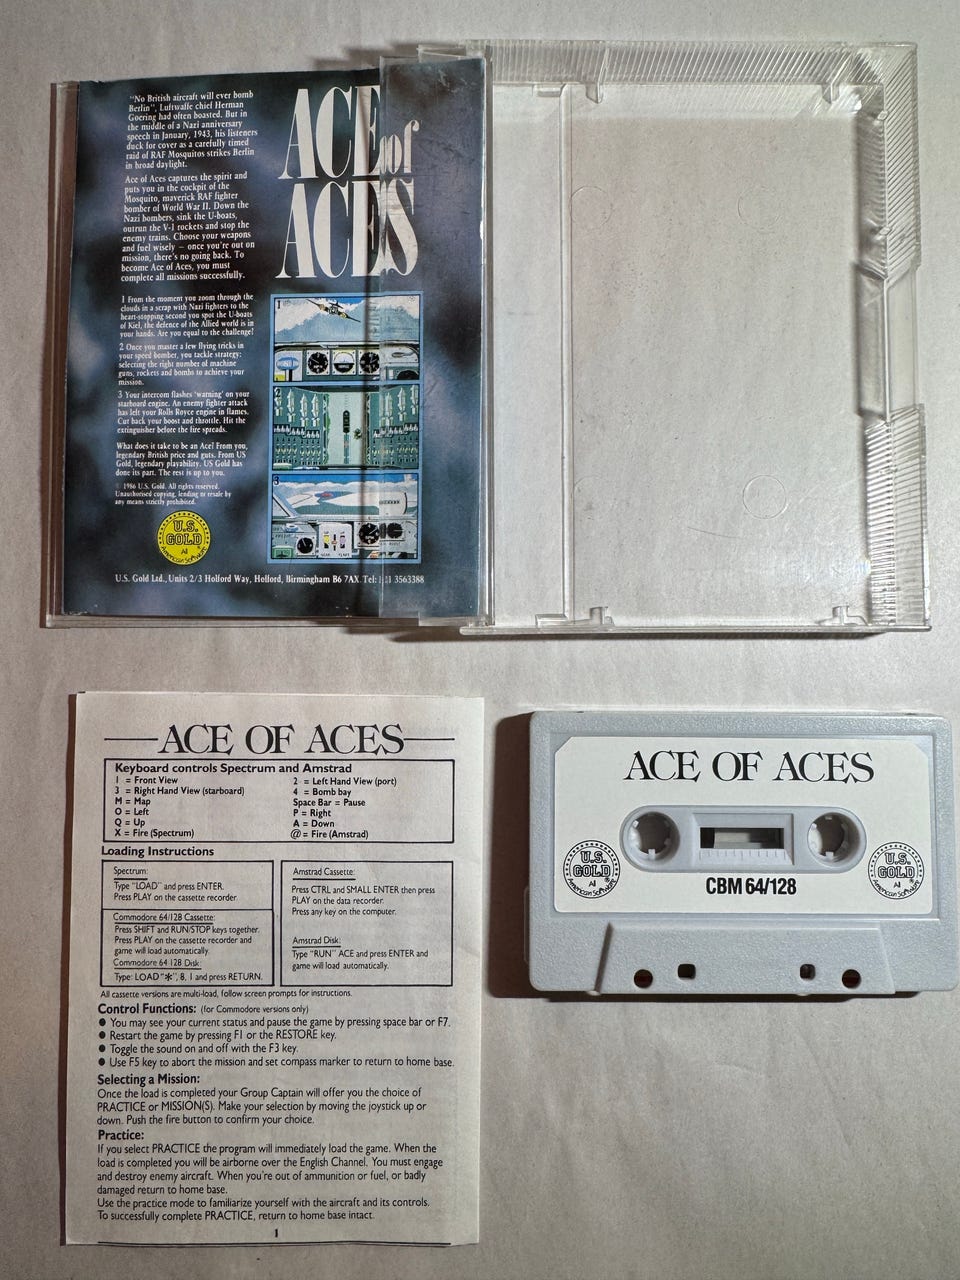 "No British aircraft will ever bomb
Berlin", Luftwaffe chief Herman
Goering had often boasted. But in
the middle of a Nazi anniversary
speech in January, 1943, his listeners
duck for cover as a carefully timed
raid of RAF Mosquitos strikes Berlin
in broad daylight.
Ace of Aces captures the spirit and
puts you in the cockpit of the
Mosquito, maverick RAF fighter
bomber of World War II. Down the
Nazi bombers, sink the U-boats,
outrun the V-1 rockets and stop the
enemy trains. Choose your weapons
and fuel wisely – once you're out on
mission, there's no going back. To
become Ace of Aces, you must
complete all missions successfully.
1 From the moment you zoom through the
clouds in a scrap with Nazi fighters to the
heart-stopping second you spot the U-boats
of Kiel, the defence of the Allied world is in
your hands. Are you equal to the challenge?
2 Once you master a few flying tricks in
your speed bomber, you tackle strategy:
selecting the right number of machine
guns, rockets and bombs to achieve your
mission.
3 Your intercom flashes 'warning' on your
starboard engine. An enemy fighter attack
has left your Rolls Royce engine in flames.
Cut back your boost and throttle. Hit the
extinguisher before the fire spreads.
What does it take to be an Ace? From you,
legendary British price and guts. From US
Gold, legendary playability. US Gold has
done its part. The rest is up to you.
© 1986 U.S. Gold. All rights reserved.
Unauthorised copying, lending or resale by
any means strictly prohibited.
U.S.
GOLD
All
American Software
ACE of
ACES
1
2
3
U.S. Gold Ltd., Units 2/3 Holford Way, Holford, Birmingham B6 7AX. Tel: 021 3563388
ACE OF ACES
Keyboard controls Spectrum and Amstrad
1 = Front View
2 = Left Hand View (port)
3 = Right Hand View (starboard)
4 = Bomb bay
M = Map
Space Bar = Pause
O = Left
P = Right
Q = Up
A = Down
X = Fire (Spectrum)
@ = Fire (Amstrad)
Loading Instructions
Spectrum:
Type "LOAD" and press ENTER.
Press PLAY on the cassette recorder.
Commodore 64/128 Cassette:
Press SHIFT and RUN/STOP keys together.
Press PLAY on the cassette recorder and
game will load automatically.
Commodore 64 128 Disk:
Type: LOAD "*", 8, 1 and press RETURN.
Amstrad Cassette:
Press CTRL and SMALL ENTER then press
PLAY on the data recorder.
Press any key on the computer.
Amstrad Disk:
Type "RUN" ACE and press ENTER and
game will load automatically.
All cassette versions are multi-load, follow screen prompts for instructions.
Control Functions: (for Commodore versions only)
● You may see your current status and pause the game by pressing space bar or F7.
● Restart the game by pressing F1 or the RESTORE key.
● Toggle the sound on and off with the F3 key.
● Use F5 key to abort the mission and set compass marker to return to home base.
Selecting a Mission:
Once the load is completed your Group Captain will offer you the choice of
PRACTICE or MISSION(S). Make your selection by moving the joystick up or
down. Push the fire button to confirm your choice.
Practice:
If you select PRACTICE the program will immediately load the game. When the
load is completed you will be airborne over the English Channel. You must engage
and destroy enemy aircraft. When you're out of ammunition or fuel, or badly
damaged return to home base.
Use the practice mode to familiarize yourself with the aircraft and its controls.
To successfully complete PRACTICE, return to home base intact.
1
ACE OF ACES
U.S.
GOLD
All
American Software
U.S.
GOLD
All
American Software
CBM 64/128